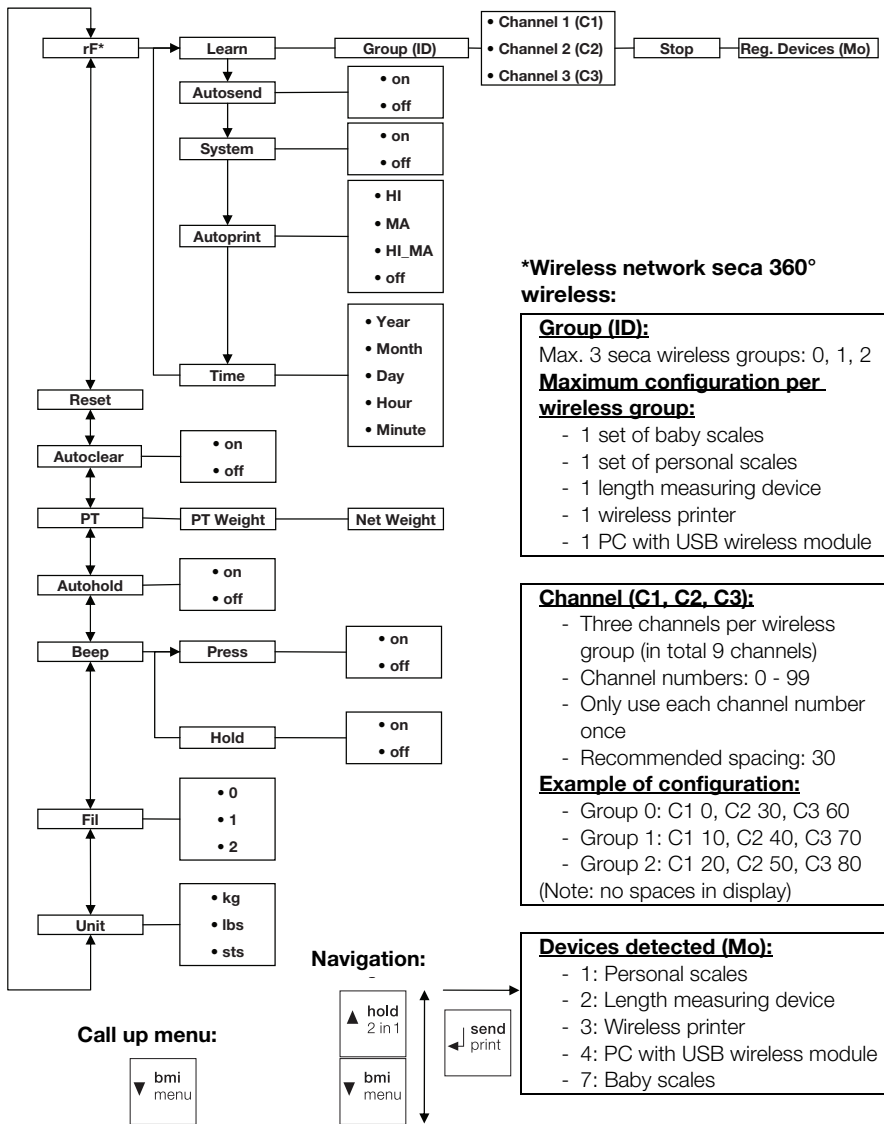 rF*
Learn
Group (ID)
• Channel 1 (C1)
• Channel 2 (C2)
• Channel 3 (C3)
Stop
Reg. Devices (Mo)
Autosend
• on
• off
System
• on
• off
Autoprint
• HI
• MA
• HI_MA
• off
Time
• Year
• Month
• Day
• Hour
• Minute
Reset
Autoclear
• on
• off
PT
PT Weight
Net Weight
Autohold
• on
• off
Beep
Press
• on
• off
Hold
• on
• off
Fil
• 0
• 1
• 2
Unit
• kg
• lbs
• sts
Call up menu:
bmi
menu
Navigation:
hold
2 in 1
bmi
menu
send
print
*Wireless network seca 360°
wireless:
Group (ID):
Max. 3 seca wireless groups: 0, 1, 2
Maximum configuration per
wireless group:
- 1 set of baby scales
- 1 set of personal scales
- 1 length measuring device
- 1 wireless printer
- 1 PC with USB wireless module
Channel (C1, C2, C3):
- Three channels per wireless
group (in total 9 channels)
- Channel numbers: 0 - 99
- Only use each channel number
once
- Recommended spacing: 30
Example of configuration:
- Group 0: C1 0, C2 30, C3 60
- Group 1: C1 10, C2 40, C3 70
- Group 2: C1 20, C2 50, C3 80
(Note: no spaces in display)
Devices detected (Mo):
- 1: Personal scales
- 2: Length measuring device
- 3: Wireless printer
- 4: PC with USB wireless module
- 7: Baby scales